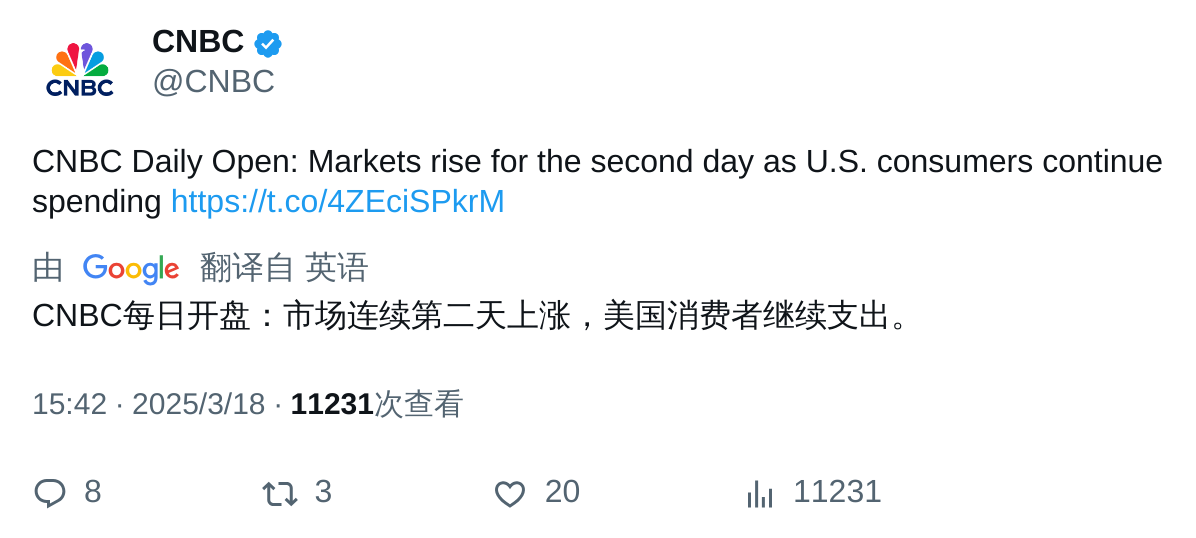 CNBC
CNBC
@CNBC
CNBC Daily Open: Markets rise for the second day as U.S. consumers continue
spending https://t.co/4ZEciSPkrM
由 Google 翻译自 英语
CNBC每日开盘：市场连续第二天上涨，美国消费者继续支出。
15:42 · 2025/3/18 · 11231次查看
8 3 20 11231